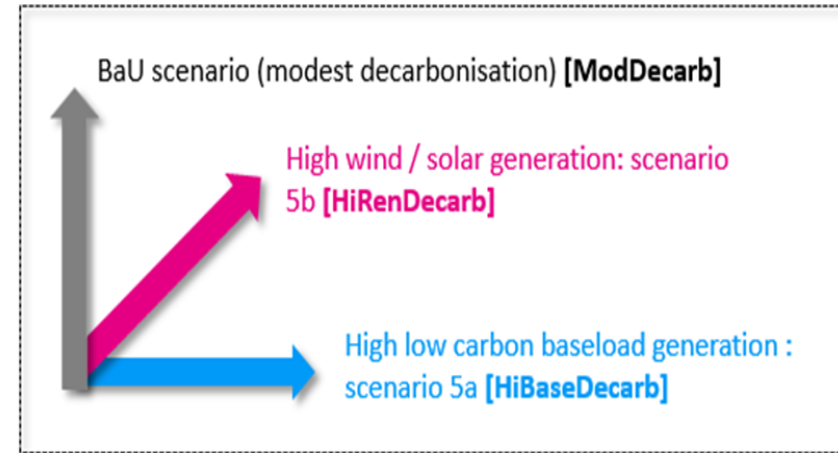 BaU scenario (modest decarbonisation) [ModDecarb]
High wind / solar generation: scenario
5b [HiRenDecarb]
High low carbon baseload generation :
scenario 5a [HiBaseDecarb]